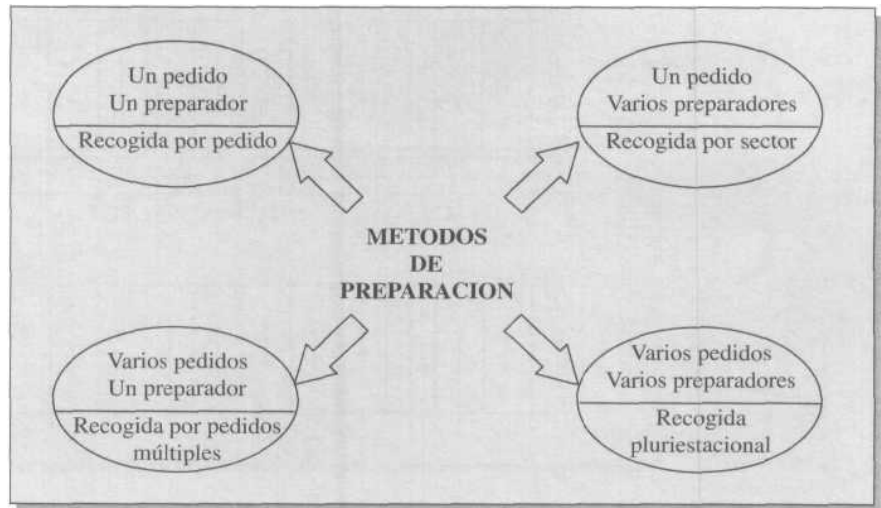 Un pedido
Un preparador
Recogida por pedido
Un pedido
Varios preparadores
Recogida por sector
METODOS
DE
PREPARACION
Varios pedidos
Un preparador
Recogida por pedidos
múltiples
Varios pedidos
Varios preparadores
Recogida
pluriestacional